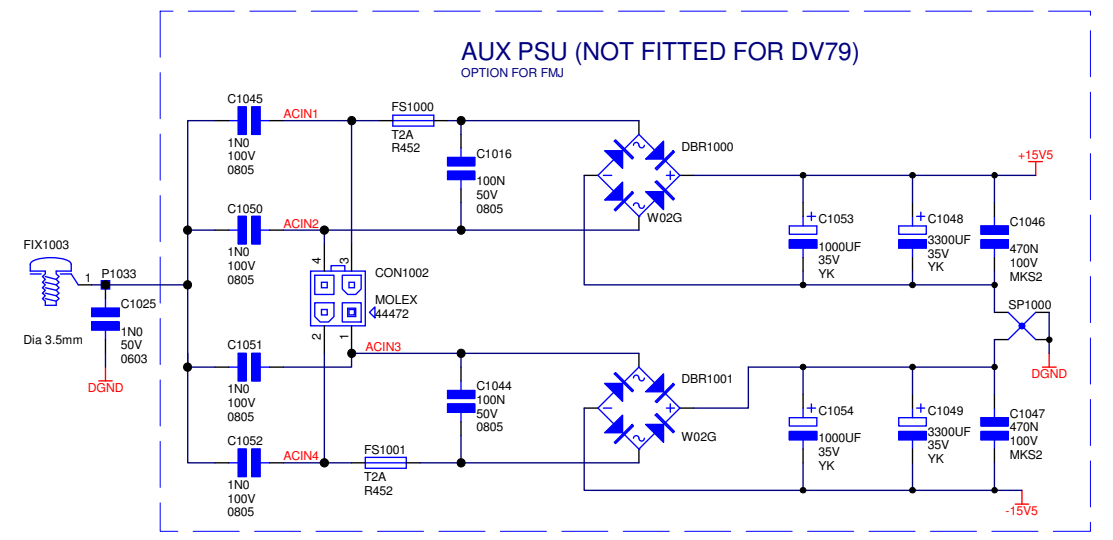 AUX PSU (NOT FITTED FOR DV79)
OPTION FOR FMJ
C1045
ACIN1
1N0
100V
0805
FS1000
T2A
R452
C1016
100N
50V
0805
DBR1000
W02G
+15V5
C1050
ACIN2
1N0
100V
0805
+
C1053
1000UF
35V
YK
+
C1048
3300UF
35V
YK
C1046
470N
100V
MKS2
FIX1003
Dia 3.5mm
1
P1033
C1025
1N0
50V
0603
DGND
4
3
CON1002
MOLEX
44472
2
1
SP1000
DGND
C1051
1N0
100V
0805
ACIN3
C1044
100N
50V
0805
DBR1001
W02G
+
C1054
1000UF
35V
YK
+
C1049
3300UF
35V
YK
C1047
470N
100V
MKS2
C1052
ACIN4
1N0
100V
0805
FS1001
T2A
R452
-15V5